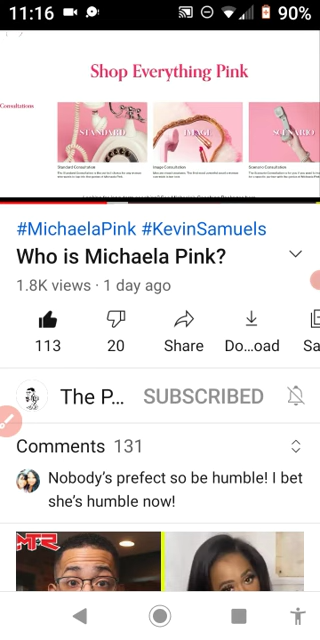 11:16
90%
Shop Everything Pink
Consultations
STANDARD
IMAGE
SCENARIO
Standard Consultation
Image Consultation
Scenario Consultation
#MichaelaPink #KevinSamuels
Who is Michaela Pink?
1.8K views · 1 day ago
113
20
Share
Do...oad
Sa
The P...
SUBSCRIBED
Comments 131
Nobody's prefect so be humble! I bet
she's humble now!